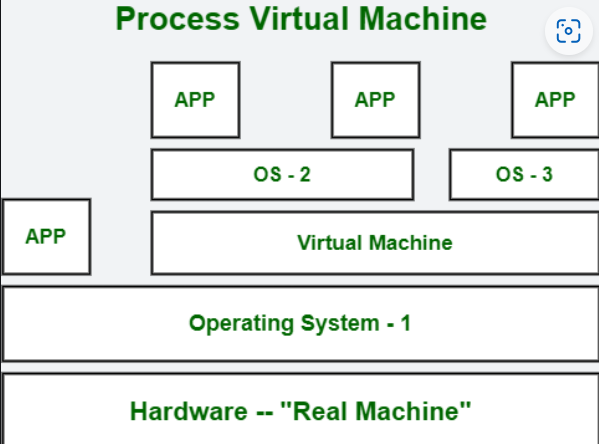 Process Virtual Machine
APP APP APP
OS - 2 OS - 3
APP
Virtual Machine
Operating System - 1
Hardware -- "Real Machine"